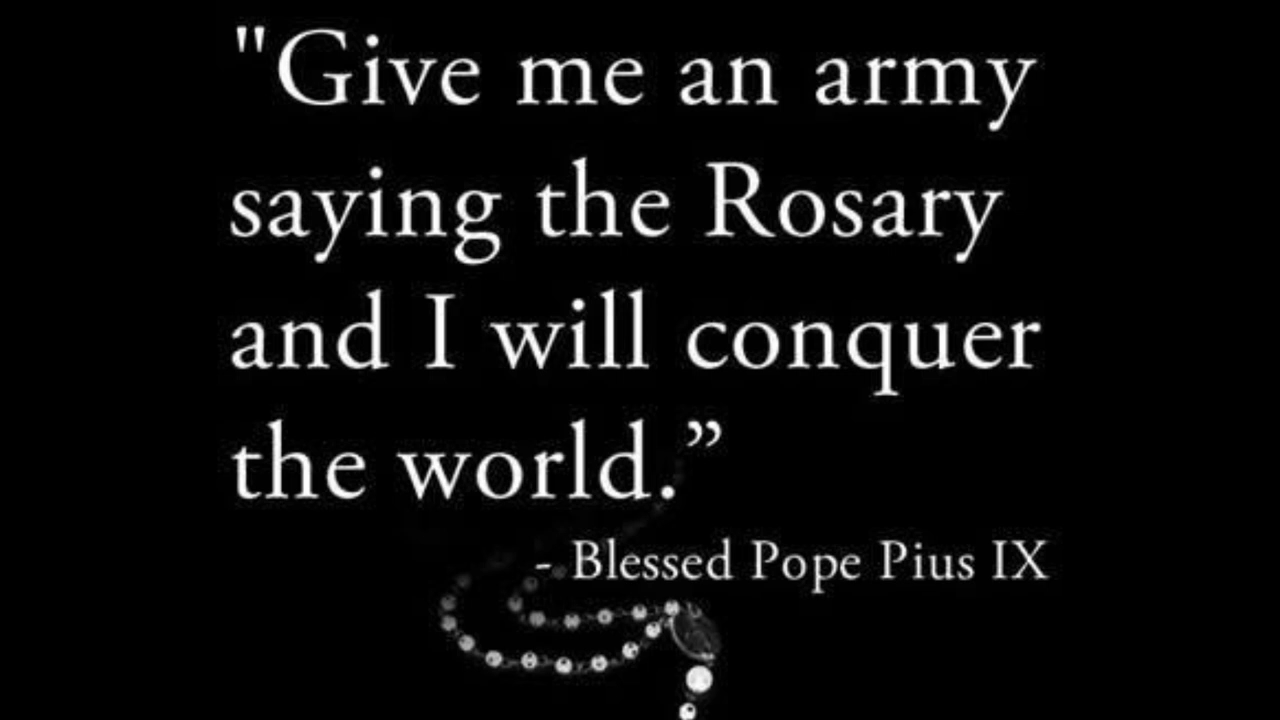 "Give me an army
saying the Rosary
and I will conquer
the world.”
- Blessed Pope Pius IX